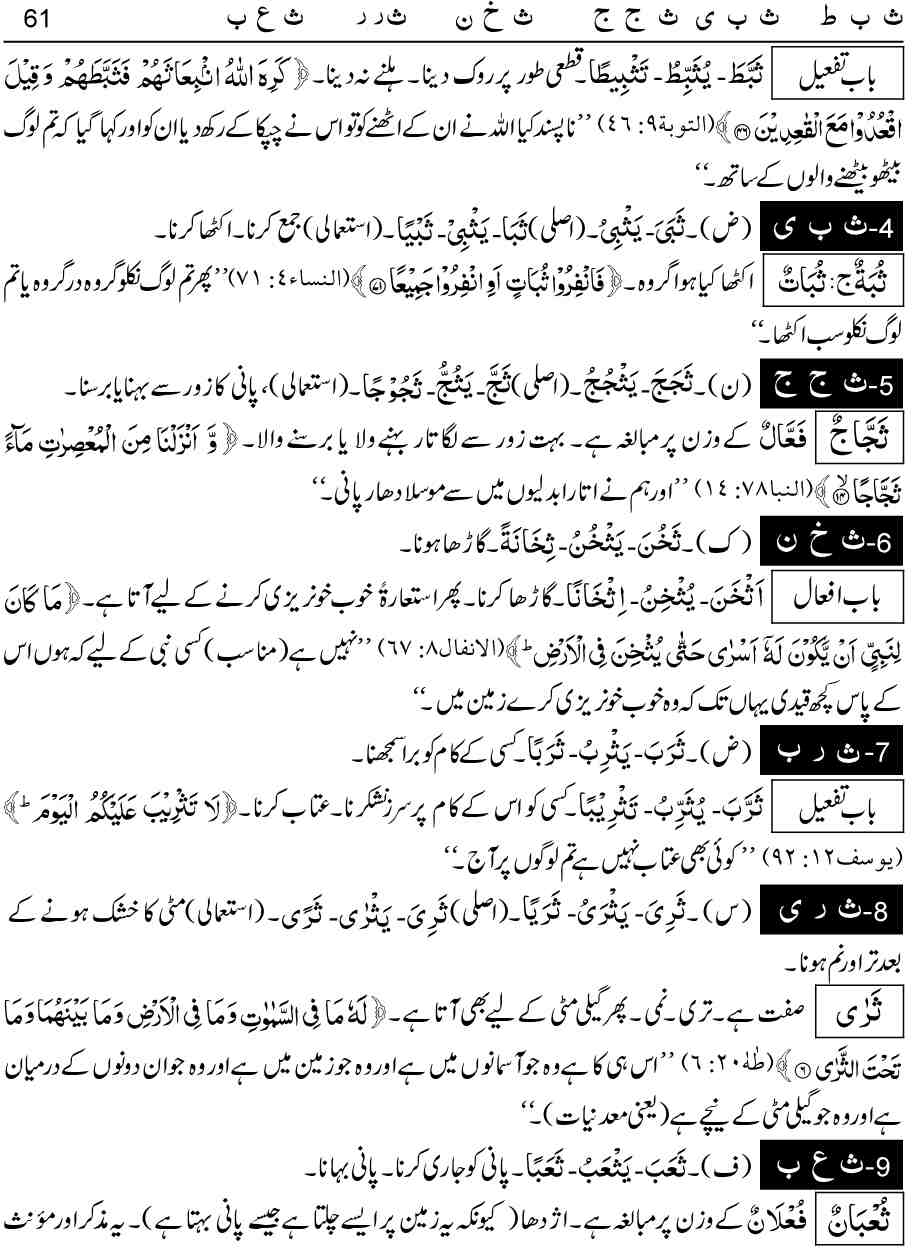 ث ب ط   ث ب ی   ث ج ج   ث خ ن   ث ر ر   ث ع ب   61
باب تفعیل ثَبَّطَ۔ يُثَبِّطُ۔ تَثْبِيطًا۔ قطعی طور پر روک دینا۔ ہلنے نہ دینا۔ ﴿ كَرِهَ اللّٰهُ انْۢبِعَاثَهُمْ فَثَبَّطَهُمْ وَقِيْلَ
اقْعُدُوْا مَعَ الْقٰعِدِيْنَ ۝۴۶ ﴾ (التوبة۹: ٤٦) ’’ناپسند کیا اللہ نے ان کے اٹھنے کو تو اس نے چپکا کے رکھ دیا ان کو اور کہا گیا کہ تم لوگ
بیٹھو بیٹھنے والوں کے ساتھ۔‘‘
4- ث ب ی (ض)۔ ثَبَیَ۔ يَثْبِیُ۔ (اصلی) ثَبَا۔ يَثْبِیْ۔ ثَبْيًا۔ (استعمالی) جمع کرنا۔ اکٹھا کرنا۔
ثُبَةٌ ج: ثُبَاتٌ اکٹھا کیا ہوا گروہ۔ ﴿ فَانْفِرُوْا ثُبَاتٍ اَوِ انْفِرُوْا جَمِيْعًا ۝۷۱ ﴾ (النساء٤: ۷۱) ’’پھر تم لوگ نکلو گروہ در گروہ یا تم
لوگ نکلو سب اکٹھا۔‘‘
5- ث ج ج (ن)۔ ثَجَجَ۔ يَثْجُجُ۔ (اصلی) ثَجَّ۔ يَثُجُّ۔ ثَجُوْجًا۔ (استعمالی)، پانی کا زور سے بہنا یا برسنا۔
ثَجَّاجٌ فَعَّالٌ کے وزن پر مبالغہ ہے۔ بہت زور سے لگاتار بہنے ولا یا برسنے والا۔ ﴿ وَّ اَنْزَلْنَا مِنَ الْمُعْصِرٰتِ مَآءً
ثَجَّاجًا ۝۱۴ۙ ﴾ (النبا۷۸: ١٤) ’’اور ہم نے اتارا بدلیوں میں سے موسلا دھار پانی۔‘‘
6- ث خ ن (ک)۔ ثَخُنَ۔ يَثْخُنُ۔ ثِخَانَةً۔ گاڑھا ہونا۔
باب افعال اَثْخَنَ۔ يُثْخِنُ۔ اِثْخَانًا۔ گاڑھا کرنا۔ پھر استعارۃً خوب خونریزی کرنے کے لیے آتا ہے۔ ﴿ مَا كَانَ
لِنَبِيٍّ اَنْ يَّكُوْنَ لَهٗۤ اَسْرٰى حَتّٰى يُثْخِنَ فِي الْاَرْضِ ؕ ﴾ (الانفال۸: ٦٧) ’’نہیں ہے (مناسب) کسی نبی کے لیے کہ ہوں اس
کے پاس کچھ قیدی یہاں تک کہ وہ خوب خونریزی کرے زمین میں۔‘‘
7- ث ر ب (ض)۔ ثَرَبَ۔ يَثْرِبُ۔ ثَرَبًا۔ کسی کے کام کو برا سمجھنا۔
باب تفعیل ثَرَّبَ۔ يُثَرِّبُ۔ تَثْرِيْبًا۔ کسی کو اس کے کام پر سرزنش کرنا۔ عتاب کرنا۔ ﴿ لَا تَثْرِيْبَ عَلَيْكُمُ الْيَوْمَ ؕ ﴾
(یوسف۱۲: ۹۲) ’’کوئی بھی عتاب نہیں ہے تم لوگوں پر آج۔‘‘
8- ث ر ی (س)۔ ثَرِیَ۔ يَثْرَیُ۔ ثَرَيًا۔ (اصلی) ثَرِیَ۔ يَثْرٰی۔ ثَرًی۔ (استعمالی) مٹی کا خشک ہونے کے
بعد تر اور نم ہونا۔
ثَرٰی صفت ہے۔ تری۔ نمی۔ پھر گیلی مٹی کے لیے بھی آتا ہے۔ ﴿ لَهٗ مَا فِي السَّمٰوٰتِ وَمَا فِي الْاَرْضِ وَمَا بَيْنَهُمَا وَمَا
تَحْتَ الثَّرٰى ۝۶ ﴾ (طٰهٰ۲۰: ٦) ’’اس ہی کا ہے وہ جو آسمانوں میں ہے اور وہ جو زمین میں ہے اور وہ جو ان دونوں کے درمیان
ہے اور وہ جو گیلی مٹی کے نیچے ہے (یعنی معدنیات)۔‘‘
9- ث ع ب (ف)۔ ثَعَبَ۔ يَثْعَبُ۔ ثَعَبًا۔ پانی کو جاری کرنا۔ پانی بہانا۔
ثُعْبَانٌ فُعْلَانٌ کے وزن پر مبالغہ ہے۔ اژدھا (کیونکہ یہ زمین پر ایسے چلتا ہے جیسے پانی بہتا ہے)۔ یہ مذکر اور مؤنث